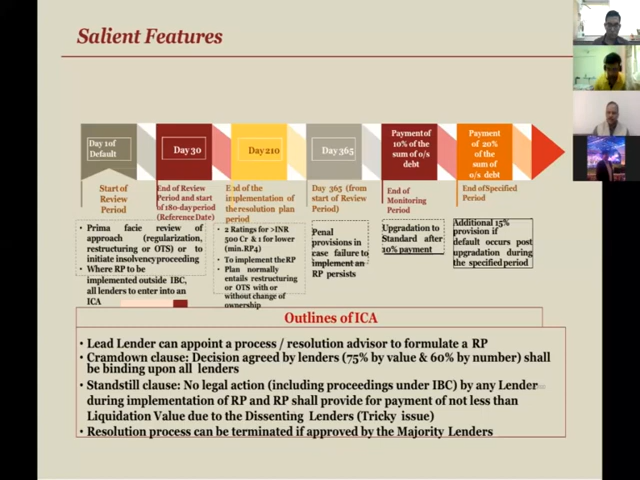 Salient Features
Day 1of
Default
Day 30
Day 210
Day 365
Payment of
10% of the
sum of o/s
debt
Payment
of 20%
of the
sum of
o/s debt
Start of
Review
Period
End of Review
Period and start
of 180-day period
(Reference Date)
End of the
implementation of
the resolution plan
period
Day 365 (from
start of Review
Period)
End of
Monitoring
Period
End of Specified
Period
• Prima facie review of
approach (regularization,
restructuring or OTS) or to
initiate insolvency proceeding
• Where RP to be
implemented outside IBC,
all lenders to enter into an
ICA
• 2 Ratings for >INR
500 Cr & 1 for lower
(min.RP4)
• To implement the RP
• Plan normally
entails restructuring
or OTS with or
without change of
ownership
Penal
provisions in
case failure to
implement an
RP persists
Upgradation to
Standard after
10% payment
Additional 15%
provision if
default occurs post
upgradation during
the specified period
Outlines of ICA
• Lead Lender can appoint a process / resolution advisor to formulate a RP
• Cramdown clause: Decision agreed by lenders (75% by value & 60% by number) shall
be binding upon all lenders
• Standstill clause: No legal action (including proceedings under IBC) by any Lender
during implementation of RP and RP shall provide for payment of not less than
Liquidation Value due to the Dissenting Lenders (Tricky issue)
• Resolution process can be terminated if approved by the Majority Lenders